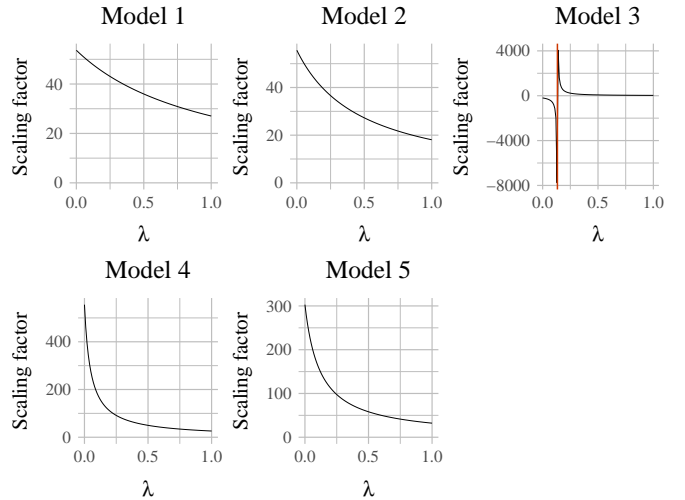 Model 1
Scaling factor
40
20
0
0.0 0.5 1.0
λ
Model 2
Scaling factor
40
20
0
0.0 0.5 1.0
λ
Model 3
Scaling factor
4000
0
−4000
−8000
0.0 0.5 1.0
λ
Model 4
Scaling factor
400
200
0
0.0 0.5 1.0
λ
Model 5
Scaling factor
300
200
100
0
0.0 0.5 1.0
λ